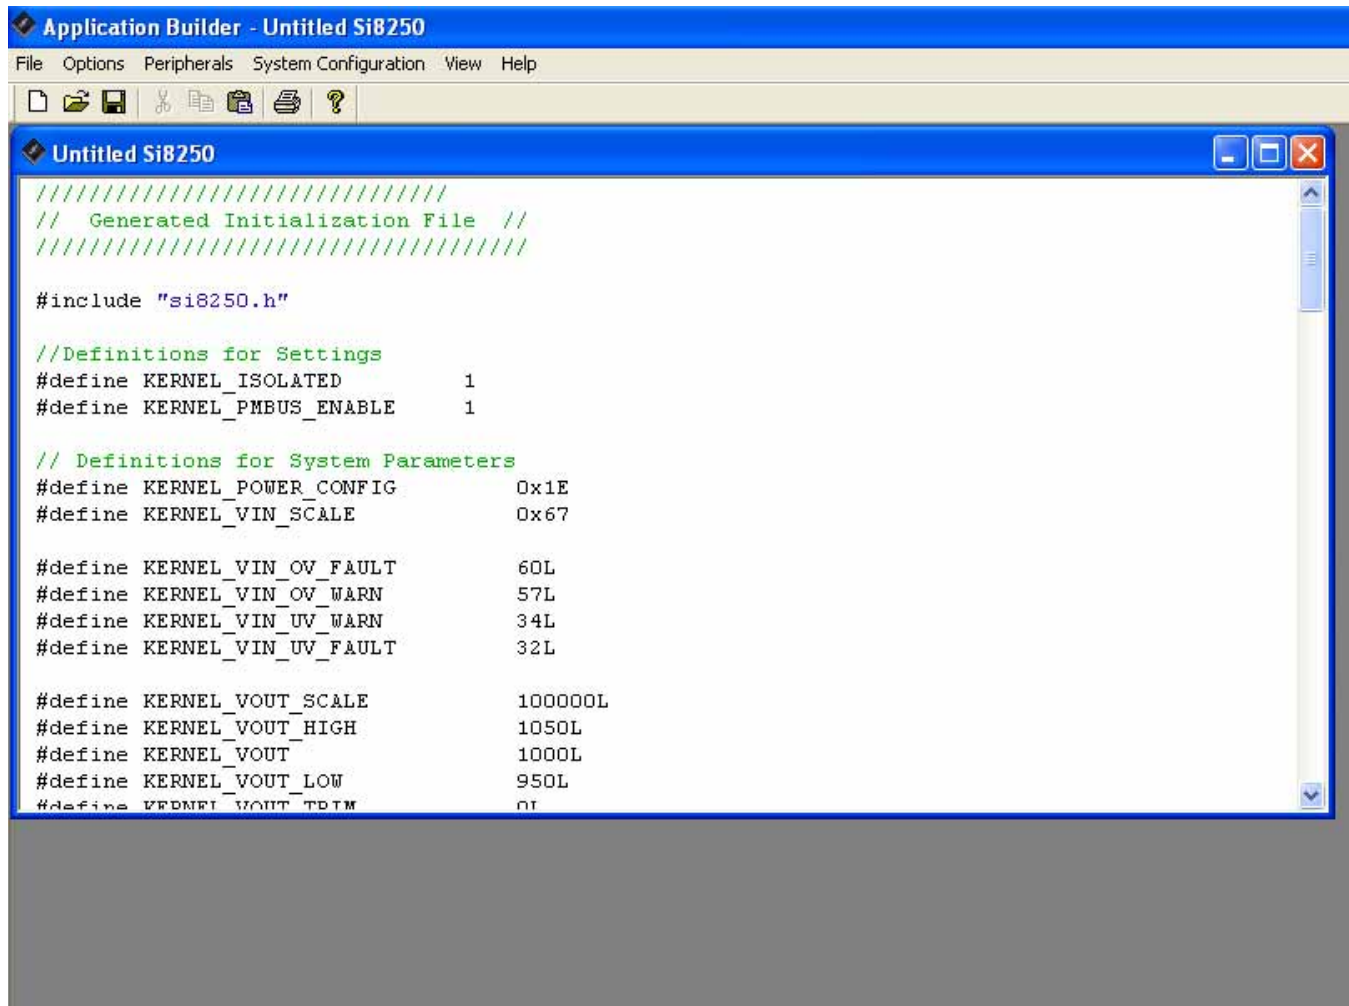 Application Builder - Untitled Si8250
File Options Peripherals System Configuration View Help
Untitled Si8250
///////////////////////////////
// Generated Initialization File //
/////////////////////////////////////
#include "si8250.h"
//Definitions for Settings
#define KERNEL_ISOLATED 1
#define KERNEL_PMBUS_ENABLE 1
// Definitions for System Parameters
#define KERNEL_POWER_CONFIG 0x1E
#define KERNEL_VIN_SCALE 0x67
#define KERNEL_VIN_OV_FAULT 60L
#define KERNEL_VIN_OV_WARN 57L
#define KERNEL_VIN_UV_WARN 34L
#define KERNEL_VIN_UV_FAULT 32L
#define KERNEL_VOUT_SCALE 100000L
#define KERNEL_VOUT_HIGH 1050L
#define KERNEL_VOUT 1000L
#define KERNEL_VOUT_LOW 950L
#define KERNEL_VOUT_TRIM 0L